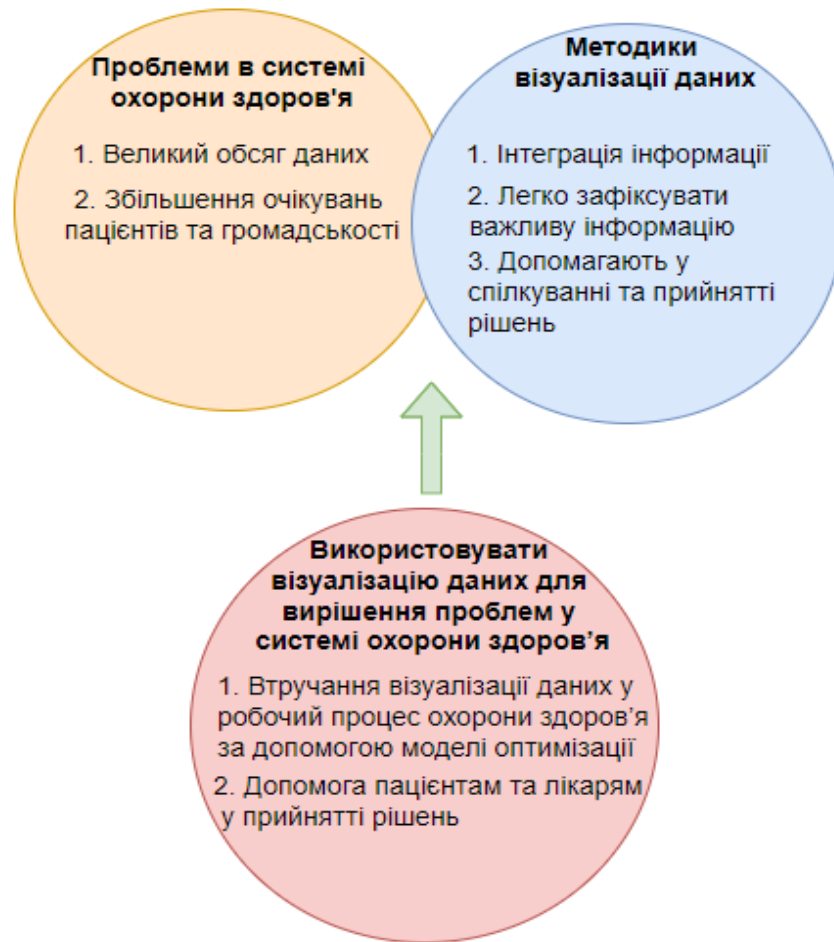 Проблеми в системі
охорони здоров'я
1. Великий обсяг даних
2. Збільшення очікувань
пацієнтів та громадськості
Методики
візуалізації даних
1. Інтеграція інформації
2. Легко зафіксувати
важливу інформацію
3. Допомагають у
спілкуванні та прийнятті
рішень
Використовувати
візуалізацію даних для
вирішення проблем у
системі охорони здоров’я
1. Втручання візуалізації даних у
робочий процес охорони здоров’я
за допомогою моделі оптимізації
2. Допомога пацієнтам та лікарям
у прийнятті рішень